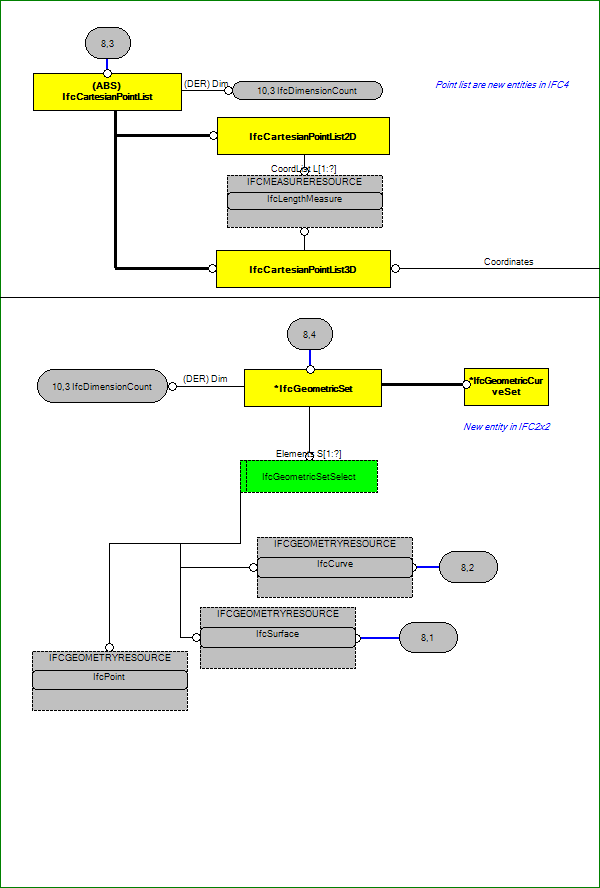 8,3
(ABS)
IfcCartesianPointList
(DER) Dim
10,3 IfcDimensionCount
Point list are new entities in IFC4
IfcCartesianPointList2D
CoordList L[1:?]
IFCMEASURERESOURCE
IfcLengthMeasure
IfcCartesianPointList3D
Coordinates
8,4
10,3 IfcDimensionCount
(DER) Dim
*IfcGeometricSet
*IfcGeometricCur
veSet
New entity in IFC2x2
Elements S[1:?]
IfcGeometricSetSelect
IFCGEOMETRYRESOURCE
IfcCurve
8,2
IFCGEOMETRYRESOURCE
IfcSurface
8,1
IFCGEOMETRYRESOURCE
IfcPoint